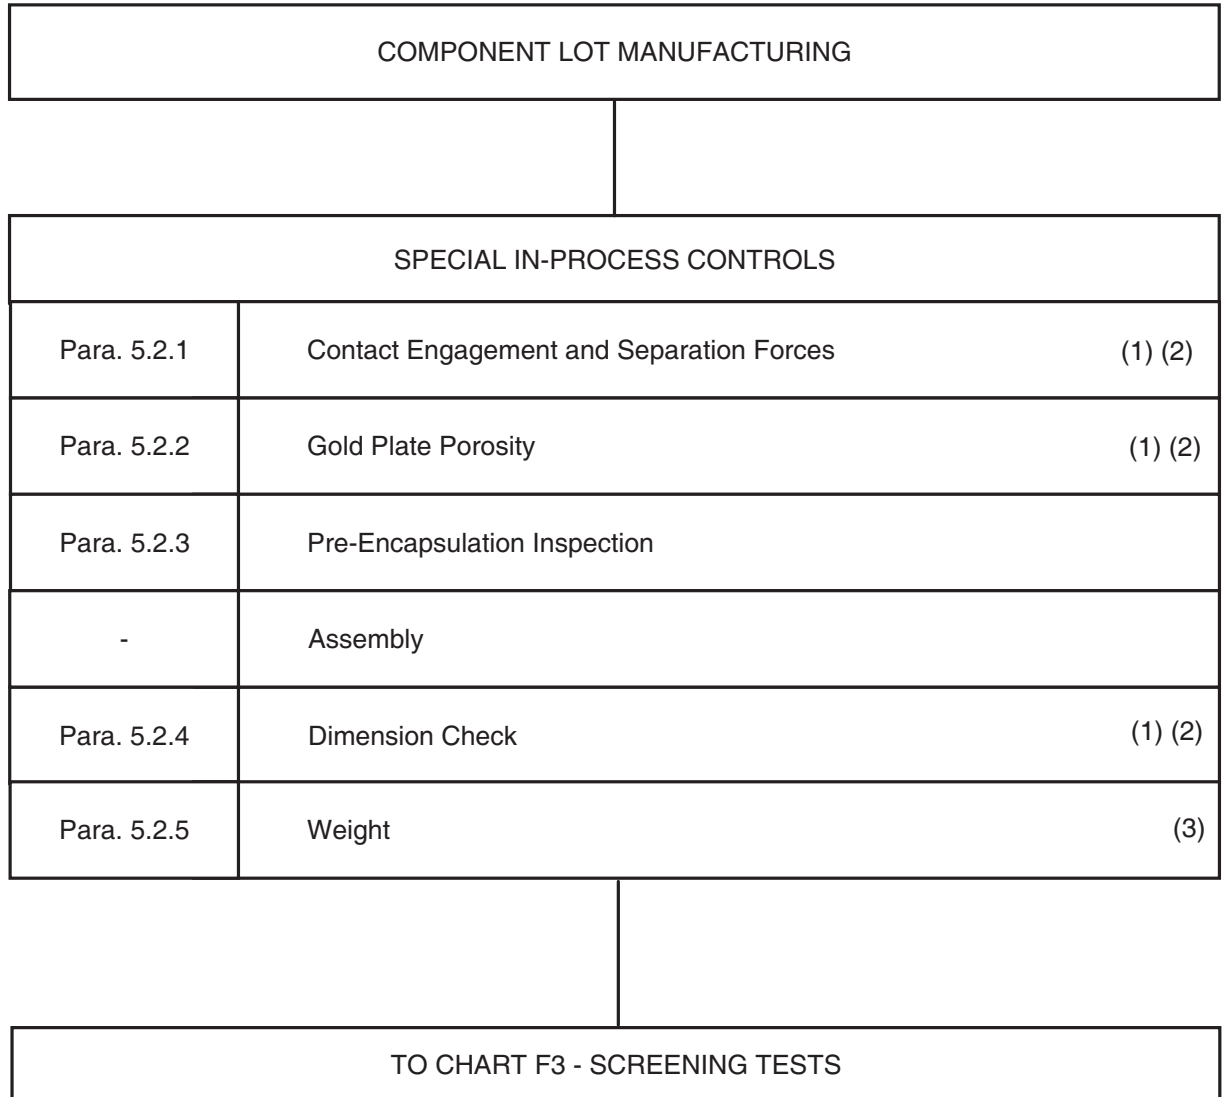 COMPONENT LOT MANUFACTURING
SPECIAL IN-PROCESS CONTROLS
Para. 5.2.1 Contact Engagement and Separation Forces (1) (2)
Para. 5.2.2 Gold Plate Porosity (1) (2)
Para. 5.2.3 Pre-Encapsulation Inspection
- Assembly
Para. 5.2.4 Dimension Check (1) (2)
Para. 5.2.5 Weight (3)
TO CHART F3 - SCREENING TESTS